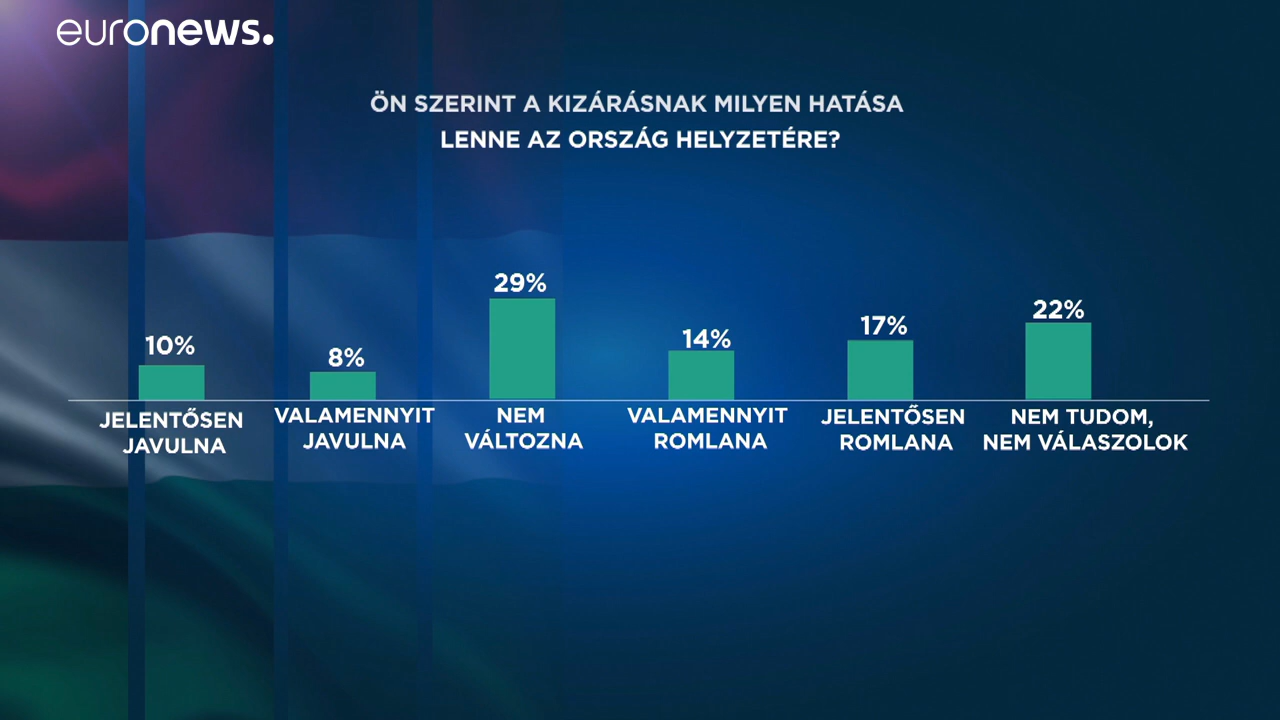 euronews.
ÖN SZERINT A KIZÁRÁSNAK MILYEN HATÁSA
LENNE AZ ORSZÁG HELYZETÉRE?
10%
8%
29%
14%
17%
22%
JELENTŐSEN
JAVULNA
VALAMENNYIT
JAVULNA
NEM
VÁLTOZNA
VALAMENNYIT
ROMLANA
JELENTŐSEN
ROMLANA
NEM TUDOM,
NEM VÁLASZOLOK